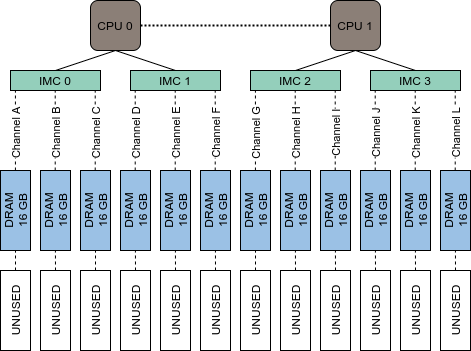 CPU 0
CPU 1
IMC 0
IMC 1
IMC 2
IMC 3
Channel A
Channel B
Channel C
Channel D
Channel E
Channel F
Channel G
Channel H
Channel I
Channel J
Channel K
Channel L
DRAM
16 GB
DRAM
16 GB
DRAM
16 GB
DRAM
16 GB
DRAM
16 GB
DRAM
16 GB
DRAM
16 GB
DRAM
16 GB
DRAM
16 GB
DRAM
16 GB
DRAM
16 GB
DRAM
16 GB
UNUSED
UNUSED
UNUSED
UNUSED
UNUSED
UNUSED
UNUSED
UNUSED
UNUSED
UNUSED
UNUSED
UNUSED